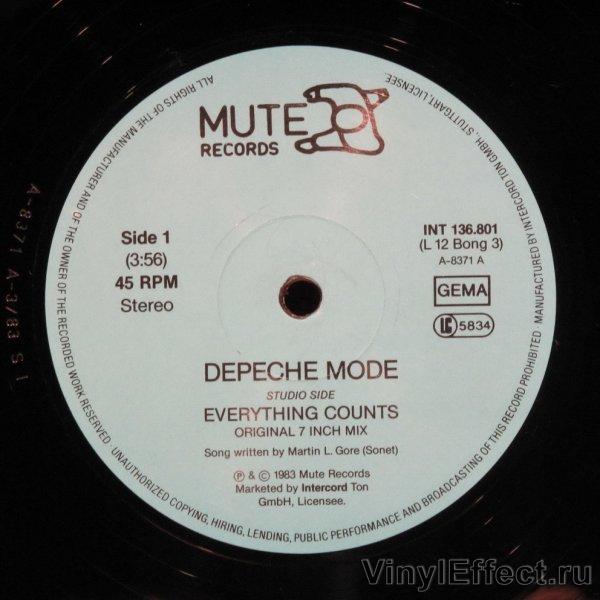 MUTE
RECORDS
Side 1
(3:56)
45 RPM
Stereo
INT 136.801
(L 12 Bong 3)
A-8371 A
GEMA
LC 5834
DEPECHE MODE
STUDIO SIDE
EVERYTHING COUNTS
ORIGINAL 7 INCH MIX
Song written by Martin L. Gore (Sonet)
℗ & © 1983 Mute Records
Marketed by Intercord Ton
GmbH, Licensee.
ALL RIGHTS OF THE MANUFACTURER AND OF THE OWNER OF THE RECORDED WORK RESERVED · UNAUTHORIZED COPYING, HIRING, LENDING, PUBLIC PERFORMANCE AND BROADCASTING OF THIS RECORD PROHIBITED · MANUFACTURED BY INTERCORD TON GMBH., STUTTGART, LICENSEE.
A-8371 A-3/83 S 1
VinylEffect.ru